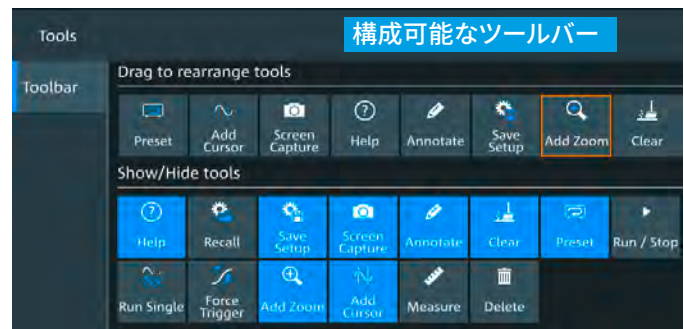 Tools
構成可能なツールバー
Toolbar
Drag to rearrange tools
Preset
Add
Cursor
Screen
Capture
Help
Annotate
Save
Setup
Add Zoom
Clear
Show/Hide tools
Help
Recall
Save
Setup
Screen
Capture
Annotate
Clear
Preset
Run / Stop
Run Single
Force
Trigger
Add Zoom
Add
Cursor
Measure
Delete